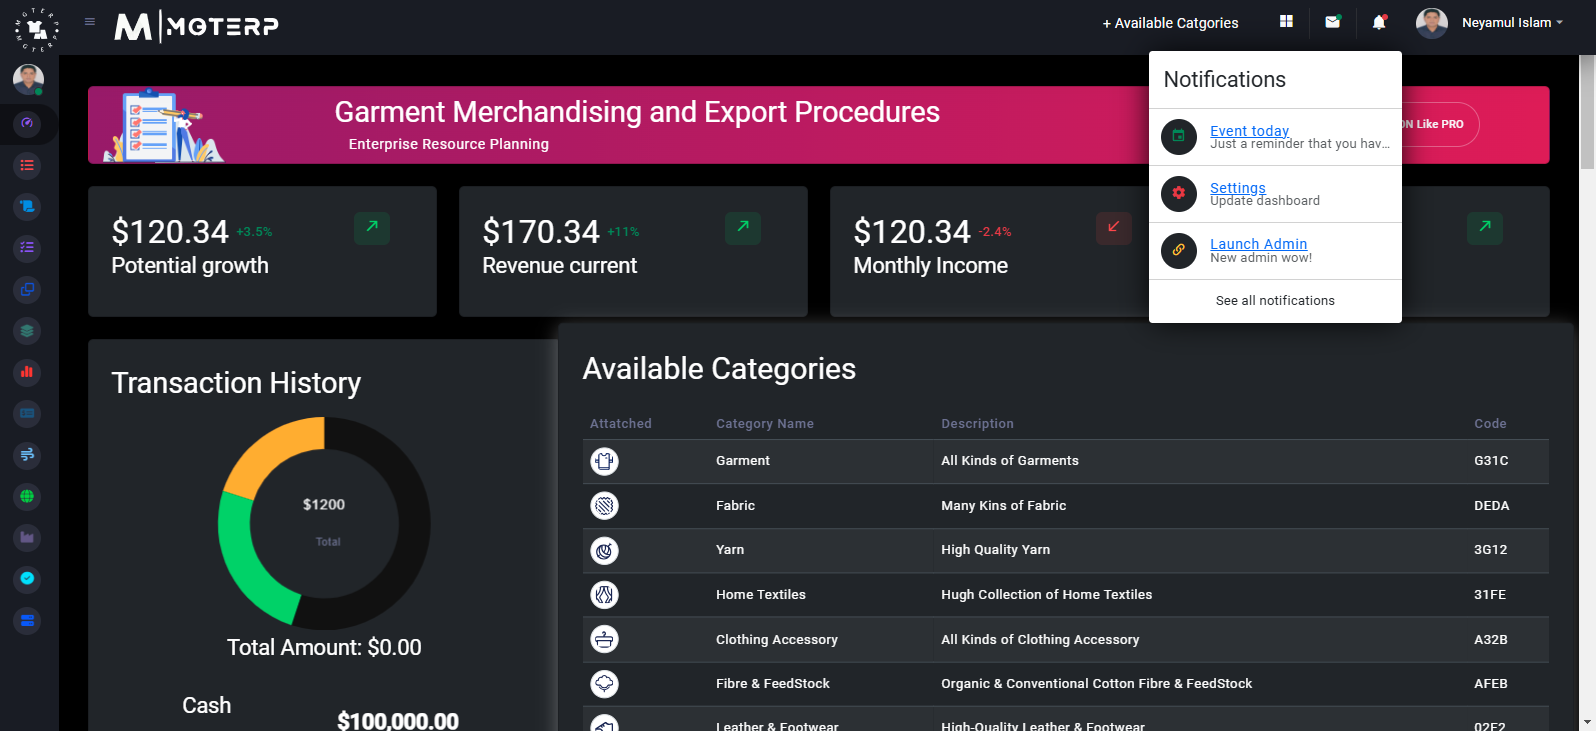 MGTERP
MGTERP
M|MGTERP
+ Available Catgories
Neyamul Islam
Garment Merchandising and Export Procedures
Enterprise Resource Planning
ON Like PRO
Notifications
Event today
Just a reminder that you hav...
Settings
Update dashboard
Launch Admin
New admin wow!
See all notifications
$120.34 +3.5%
Potential growth
$170.34 +11%
Revenue current
$120.34 -2.4%
Monthly Income
Transaction History
$1200
Total
Total Amount: $0.00
Cash
$100,000.00
Available Categories
Attatched Category Name Description Code
Garment All Kinds of Garments G31C
Fabric Many Kins of Fabric DEDA
Yarn High Quality Yarn 3G12
Home Textiles Hugh Collection of Home Textiles 31FE
Clothing Accessory All Kinds of Clothing Accessory A32B
Fibre & FeedStock Organic & Conventional Cotton Fibre & FeedStock AFEB
Leather & Footwear High-Quality Leather & Footwear 02E2